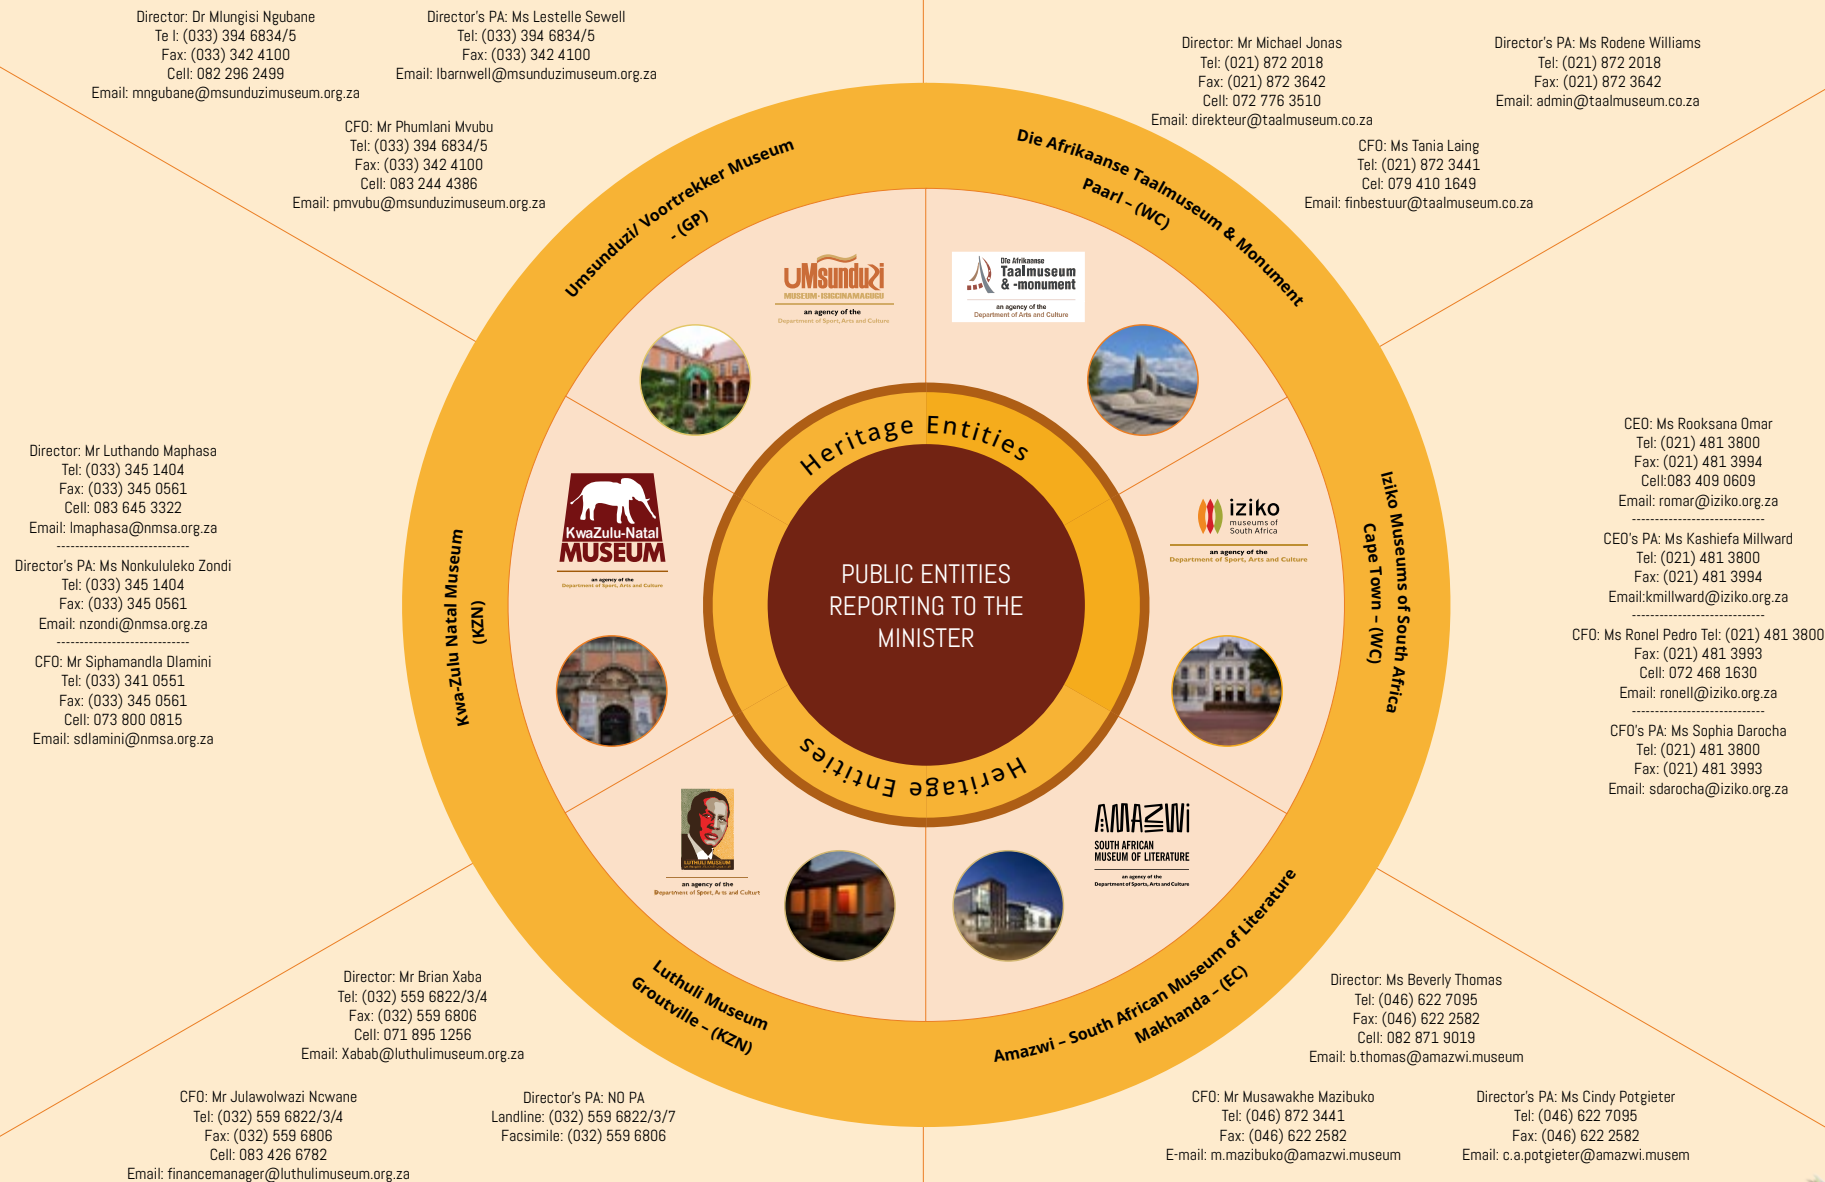 Director: Dr Mlungisi Ngubane
Te l: (033) 394 6834/5
Fax: (033) 342 4100
Cell: 082 296 2499
Email: mngubane@msunduzimuseum.org.za
Director's PA: Ms Lestelle Sewell
Tel: (033) 394 6834/5
Fax: (033) 342 4100
Email: lbarnwell@msunduzimuseum.org.za
CFO: Mr Phumlani Mvubu
Tel: (033) 394 6834/5
Fax: (033) 342 4100
Cell: 083 244 4386
Email: pmvubu@msunduzimuseum.org.za
Director: Mr Michael Jonas
Tel: (021) 872 2018
Fax: (021) 872 3642
Cell: 072 776 3510
Email: direkteur@taalmuseum.co.za
Director's PA: Ms Rodene Williams
Tel: (021) 872 2018
Fax: (021) 872 3642
Email: admin@taalmuseum.co.za
CFO: Ms Tania Laing
Tel: (021) 872 3441
Cel: 079 410 1649
Email: finbestuur@taalmuseum.co.za
Umsunduzi/ Voortrekker Museum
- (GP)
Die Afrikaanse Taalmuseum & Monument
Paarl – (WC)
uMsunduzi
MUSEUM-ISIGCINAMAGUGU
an agency of the
Department of Sport, Arts and Culture
Die Afrikaanse
Taalmuseum
& -monument
an agency of the
Department of Arts and Culture
Heritage Entities
Director: Mr Luthando Maphasa
Tel: (033) 345 1404
Fax: (033) 345 0561
Cell: 083 645 3322
Email: lmaphasa@nmsa.org.za
-----------------------------
Director's PA: Ms Nonkululeko Zondi
Tel: (033) 345 1404
Fax: (033) 345 0561
Email: nzondi@nmsa.org.za
-----------------------------
CFO: Mr Siphamandla Dlamini
Tel: (033) 341 0551
Fax: (033) 345 0561
Cell: 073 800 0815
Email: sdlamini@nmsa.org.za
Kwa-Zulu Natal Museum
(KZN)
KwaZulu-Natal
MUSEUM
an agency of the
Department of Sport, Arts and Culture
PUBLIC ENTITIES
REPORTING TO THE
MINISTER
iziko
museums of
South Africa
an agency of the
Department of Sport, Arts and Culture
Iziko Museums of South Africa
Cape Town – (WC)
CEO: Ms Rooksana Omar
Tel: (021) 481 3800
Fax: (021) 481 3994
Cell:083 409 0609
Email: romar@iziko.org.za
-----------------------------
CEO's PA: Ms Kashiefa Millward
Tel: (021) 481 3800
Fax: (021) 481 3994
Email:kmillward@iziko.org.za
-----------------------------
CFO: Ms Ronel Pedro Tel: (021) 481 3800
Fax: (021) 481 3993
Cell: 072 468 1630
Email: ronell@iziko.org.za
-----------------------------
CFO's PA: Ms Sophia Darocha
Tel: (021) 481 3800
Fax: (021) 481 3993
Email: sdarocha@iziko.org.za
Heritage Entities
LUTHULI MUSEUM
an agency of the
Department of Sport, Arts and Culture
AMAZWi
SOUTH AFRICAN
MUSEUM OF LITERATURE
an agency of the
Department of Sports, Arts and Culture
Luthuli Museum
Groutville – (KZN)
Amazwi – South African Museum of Literature
Makhanda – (EC)
Director: Mr Brian Xaba
Tel: (032) 559 6822/3/4
Fax: (032) 559 6806
Cell: 071 895 1256
Email: Xabab@luthulimuseum.org.za
CFO: Mr Julawolwazi Ncwane
Tel: (032) 559 6822/3/4
Fax: (032) 559 6806
Cell: 083 426 6782
Email: financemanager@luthulimuseum.org.za
Director's PA: NO PA
Landline: (032) 559 6822/3/7
Facsimile: (032) 559 6806
Director: Ms Beverly Thomas
Tel: (046) 622 7095
Fax: (046) 622 2582
Cell: 082 871 9019
Email: b.thomas@amazwi.museum
CFO: Mr Musawakhe Mazibuko
Tel: (046) 872 3441
Fax: (046) 622 2582
E-mail: m.mazibuko@amazwi.museum
Director's PA: Ms Cindy Potgieter
Tel: (046) 622 7095
Fax: (046) 622 2582
Email: c.a.potgieter@amazwi.musem